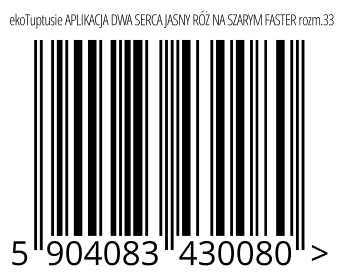 ekoTuptusie APLIKACJA DWA SERCA JASNY RÓŻ NA SZARYM FASTER rozm.33
5 904083 430080 >